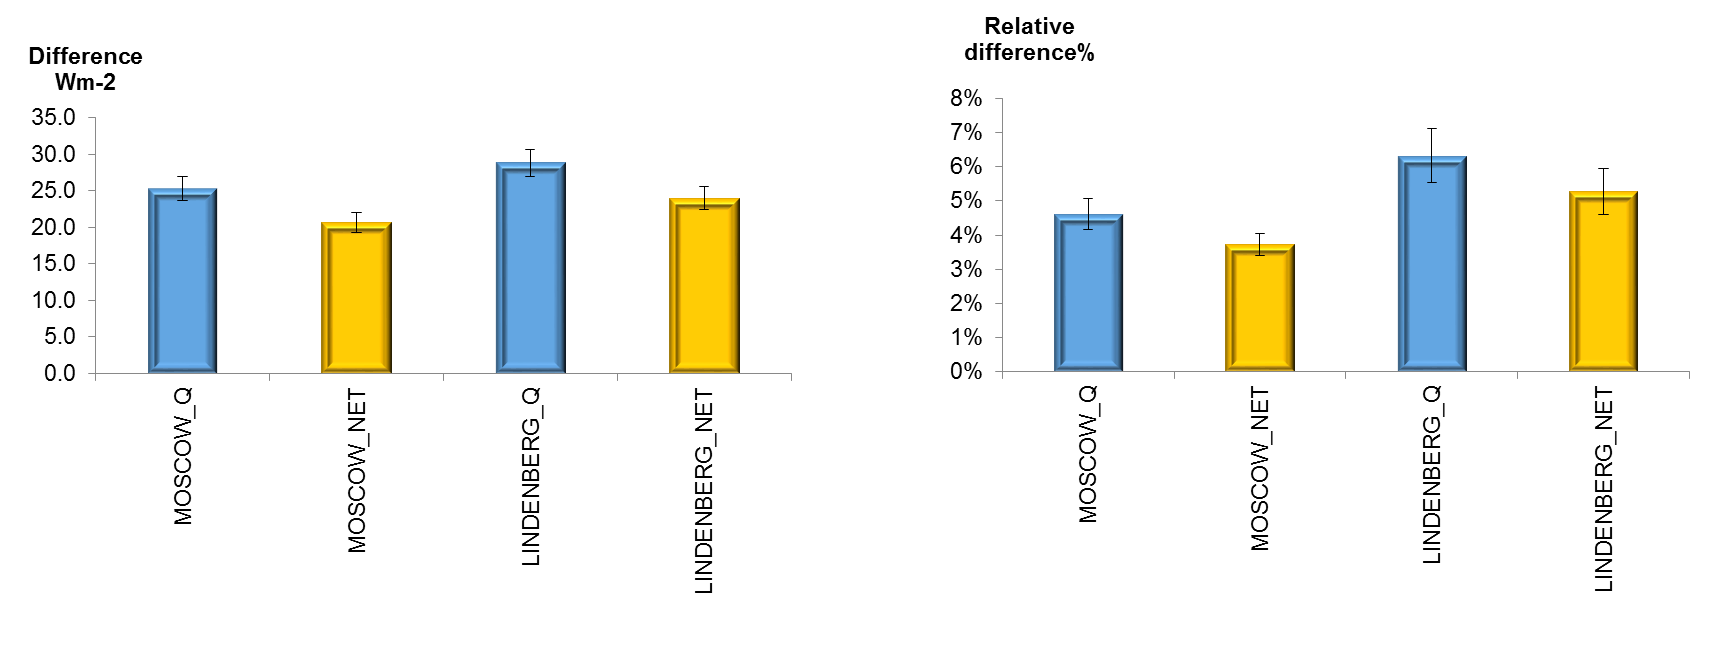 Difference
Wm-2
35.0
30.0
25.0
20.0
15.0
10.0
5.0
0.0
MOSCOW_Q
MOSCOW_NET
LINDENBERG_Q
LINDENBERG_NET
Relative
difference%
8%
7%
6%
5%
4%
3%
2%
1%
0%
MOSCOW_Q
MOSCOW_NET
LINDENBERG_Q
LINDENBERG_NET